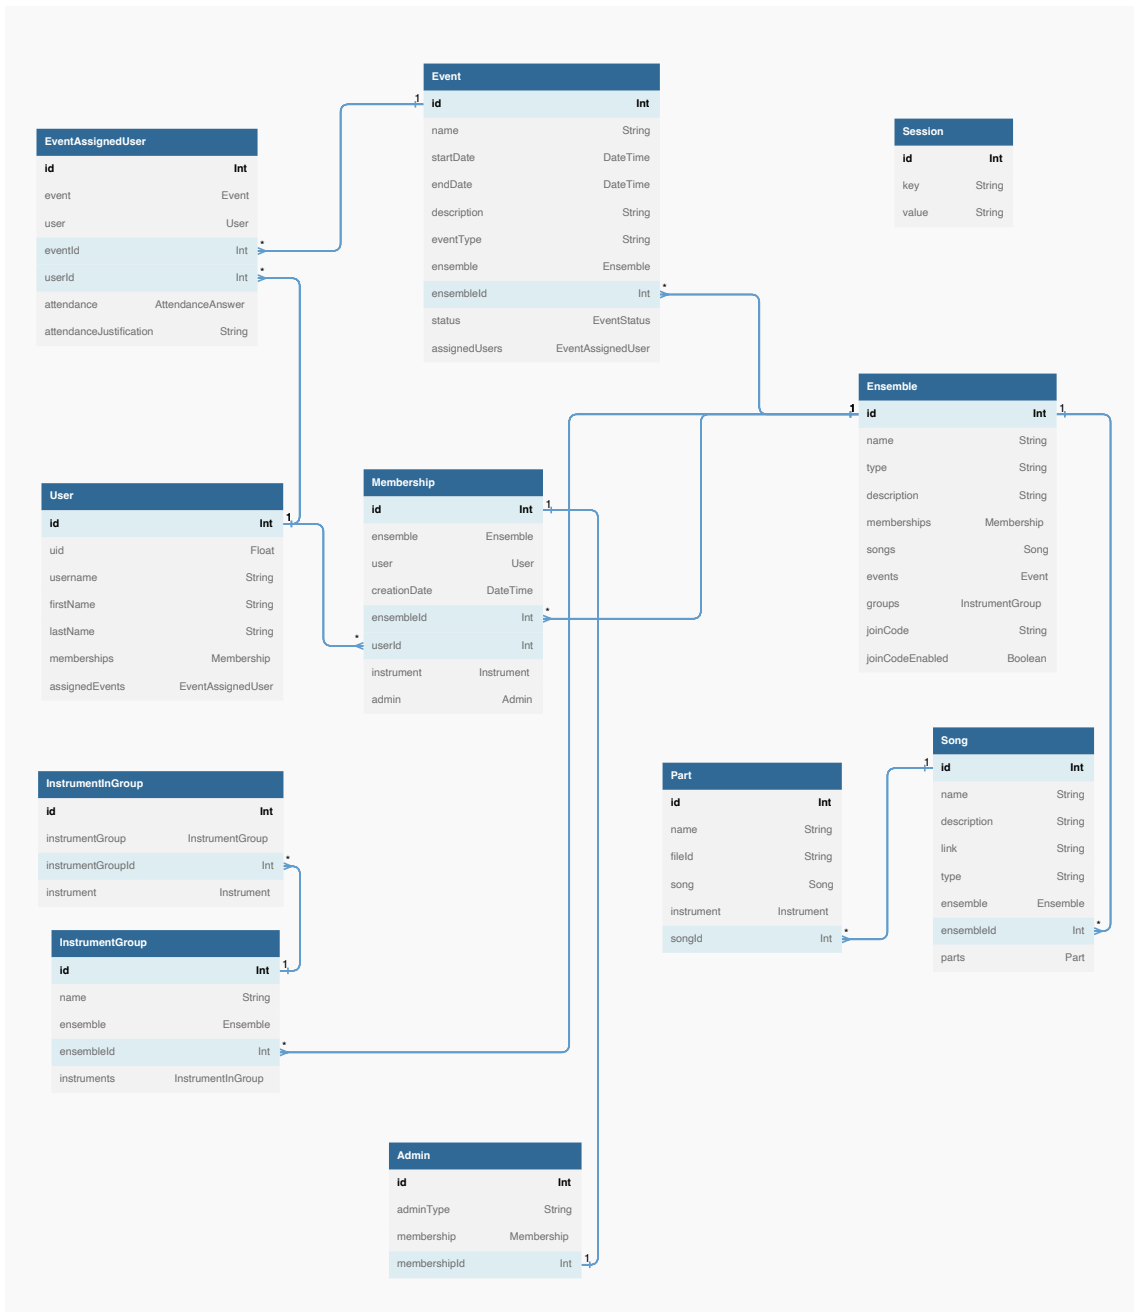 Event
1
id Int
name String
startDate DateTime
endDate DateTime
description String
eventType String
ensemble Ensemble
ensembleId Int *
status EventStatus
assignedUsers EventAssignedUser
Session
id Int
key String
value String
EventAssignedUser
id Int
event Event
user User
eventId Int *
userId Int *
attendance AttendanceAnswer
attendanceJustification String
Ensemble
1 id Int 1
name String
type String
description String
memberships Membership
songs Song
events Event
groups InstrumentGroup
joinCode String
joinCodeEnabled Boolean
User
id Int 1
uid Float
username String
firstName String
lastName String
memberships Membership
assignedEvents EventAssignedUser
Membership
id Int 1
ensemble Ensemble
user User
creationDate DateTime
ensembleId Int *
* userId Int
instrument Instrument
admin Admin
InstrumentInGroup
id Int
instrumentGroup InstrumentGroup
instrumentGroupId Int *
instrument Instrument
InstrumentGroup
id Int 1
name String
ensemble Ensemble
ensembleId Int *
instruments InstrumentInGroup
Part
id Int
name String
fileId String
song Song
instrument Instrument
songId Int *
Song
1 id Int
name String
description String
link String
type String
ensemble Ensemble
ensembleId Int *
parts Part
Admin
id Int
adminType String
membership Membership
membershipId Int 1